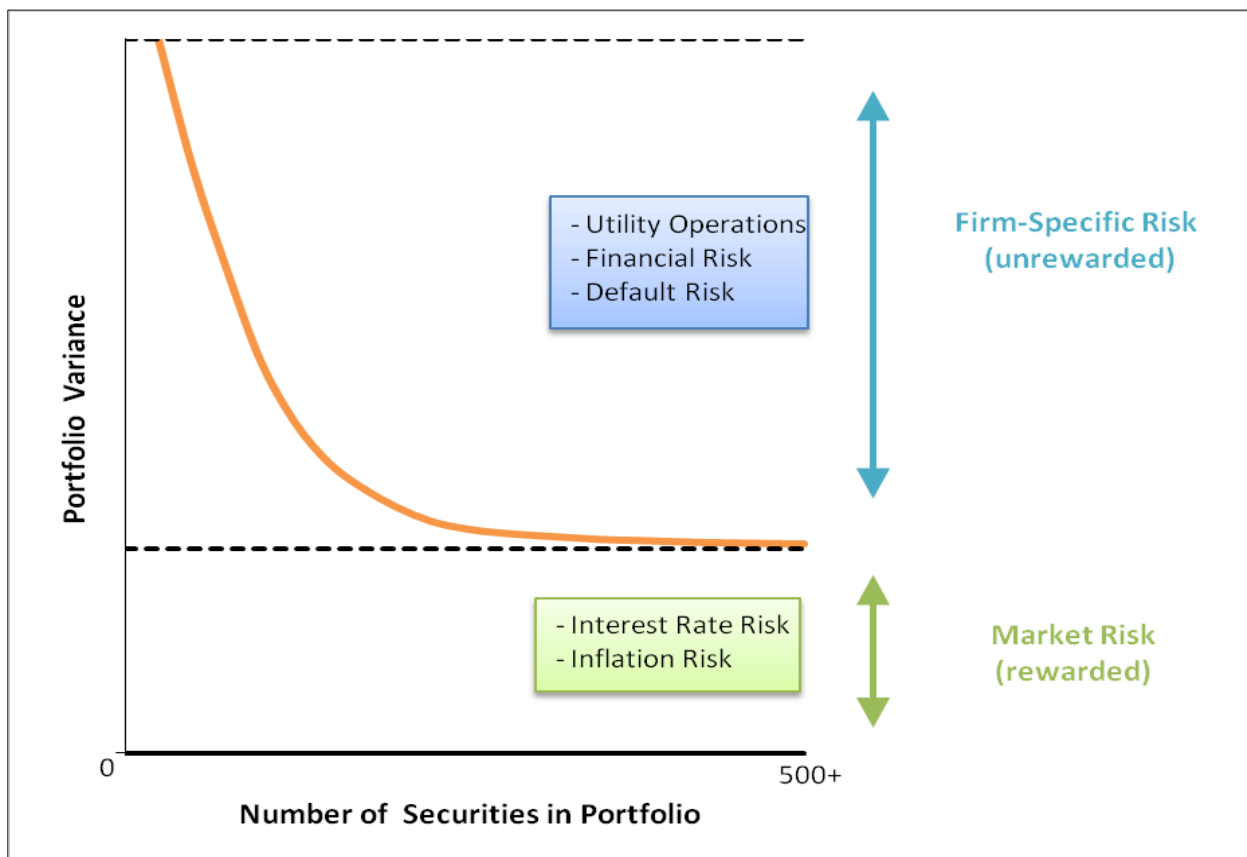 Portfolio Variance
- Utility Operations
- Financial Risk
- Default Risk
Firm-Specific Risk
(unrewarded)
- Interest Rate Risk
- Inflation Risk
Market Risk
(rewarded)
0
500+
Number of Securities in Portfolio